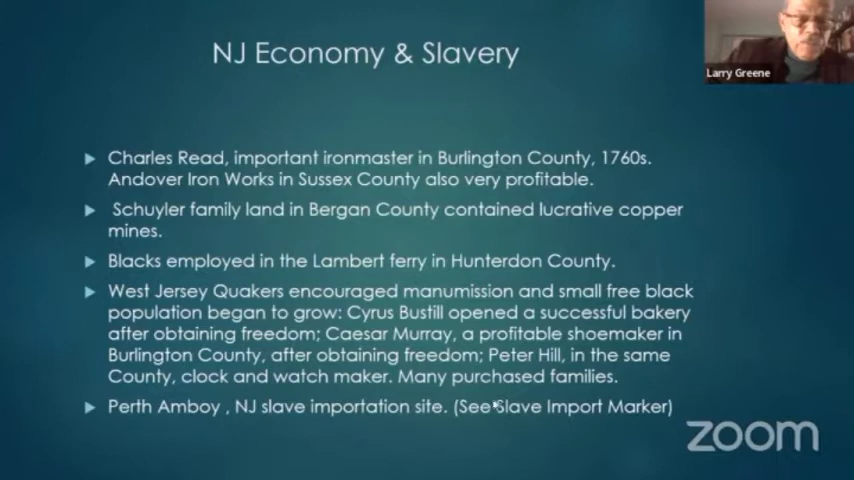 NJ Economy & Slavery
Larry Greene
Charles Read, important ironmaster in Burlington County, 1760s.
Andover Iron Works in Sussex County also very profitable.
Schuyler family land in Bergan County contained lucrative copper
mines.
Blacks employed in the Lambert ferry in Hunterdon County.
West Jersey Quakers encouraged manumission and small free black
population began to grow: Cyrus Bustill opened a successful bakery
after obtaining freedom; Caesar Murray, a profitable shoemaker in
Burlington County, after obtaining freedom; Peter Hill, in the same
County, clock and watch maker. Many purchased families.
Perth Amboy , NJ slave importation site. (See Slave Import Marker)
zoom